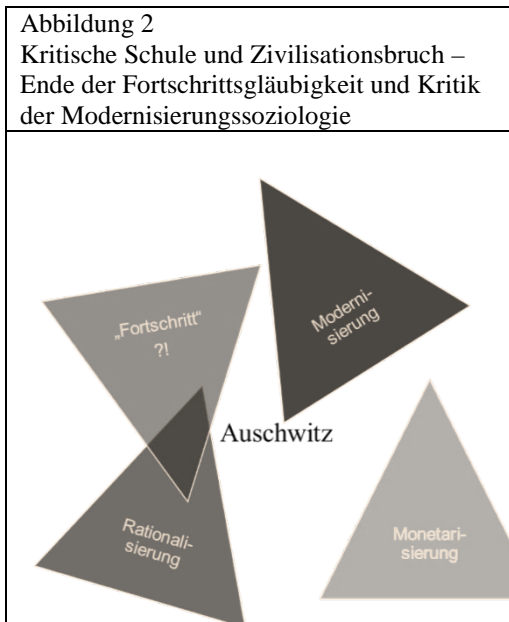 Abbildung 2
Kritische Schule und Zivilisationsbruch –
Ende der Fortschrittsgläubigkeit und Kritik
der Modernisierungssoziologie
Moderni-
sierung
„Fortschritt“
?!
Auschwitz
Rationali-
sierung
Monetari-
sierung